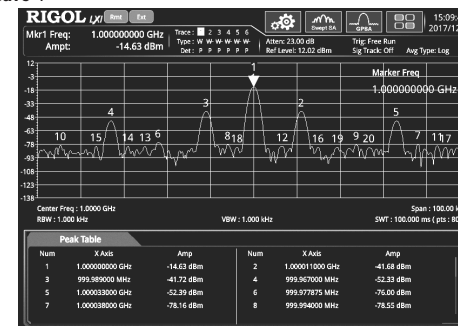 RIGOL LXI Rmt Ext
15:09:
2017/12
Mkr1 Freq: 1.000000000 GHz
Ampt: -14.63 dBm
Trace: 1 2 3 4 5 6
Type: W W W W W W
Det: P P P P P P
Swept SA
GPSA
Atten: 23.00 dB
Ref Level: 12.02 dBm
Trig: Free Run
Sig Track: Off
Avg Type: Log
12
-3
-18
-33
-48
-63
-78
-93
-108
-123
-138
Marker Freq
1.000000000 GHz
1
3
2
4
5
10 15 14 13 6 8 18 12 16 19 9 20 7 11 17
Center Freq : 1.0000 GHz
Span : 100.00 k
RBW : 1.000 kHz
VBW : 1.000 kHz
SWT : 100.000 ms ( pts : 80
Peak Table
Num X Axis Amp Num X Axis Amp
1 1.000000000 GHz -14.63 dBm 2 1.000011000 GHz -41.68 dBm
3 999.989000 MHz -41.72 dBm 4 999.967000 MHz -52.33 dBm
5 1.000033000 GHz -52.39 dBm 6 999.977875 MHz -76.00 dBm
7 1.000038000 GHz -78.16 dBm 8 999.994000 MHz -78.55 dBm